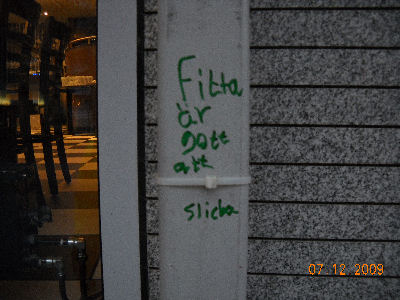 Fitta
är
gott
att
slicka
07 12 2009